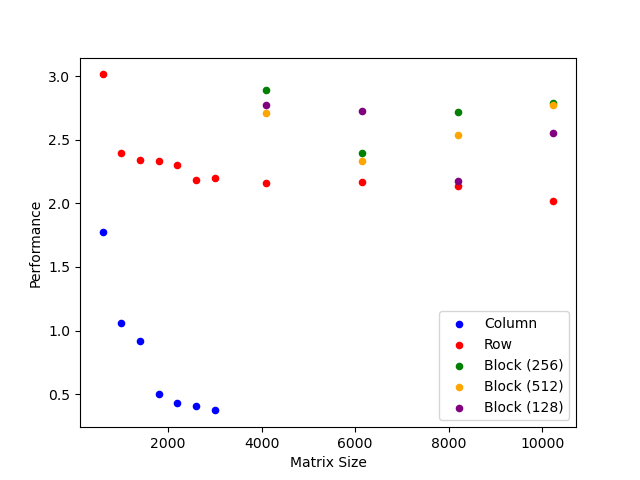 3.0
2.5
2.0
1.5
1.0
0.5
Performance
2000
4000
6000
8000
10000
Matrix Size
Column
Row
Block (256)
Block (512)
Block (128)